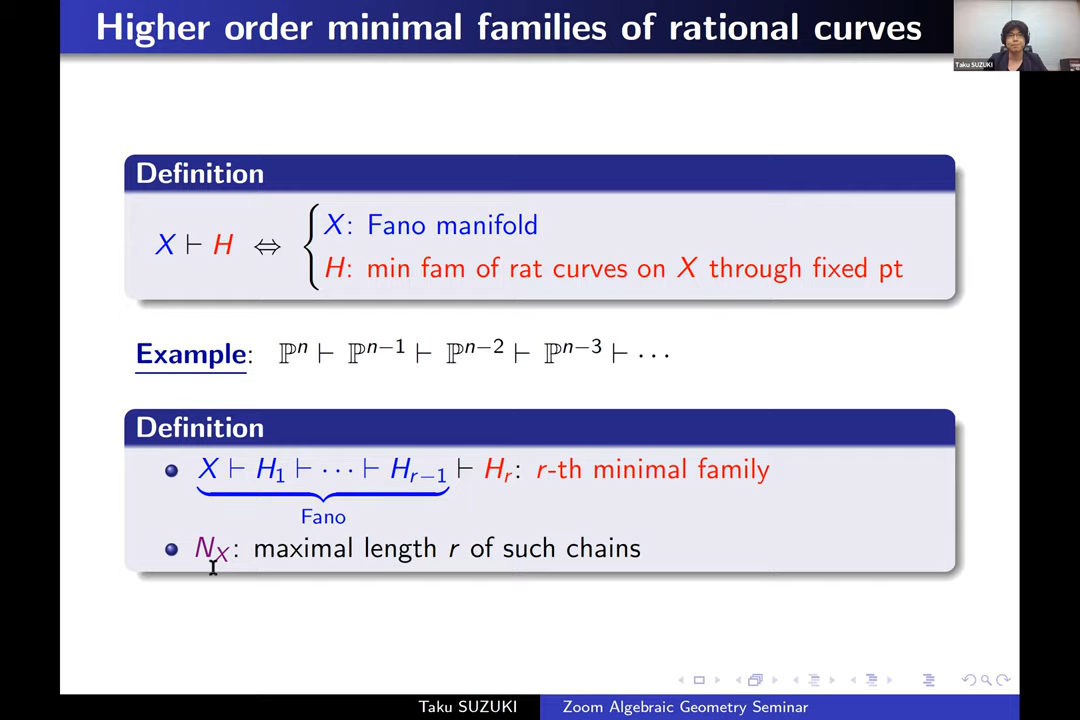 Higher order minimal families of rational curves
Taku SUZUKI
Definition
X ⊢ H ⇔ { X: Fano manifold
H: min fam of rat curves on X through fixed pt
Example: ℙⁿ ⊢ ℙⁿ⁻¹ ⊢ ℙⁿ⁻² ⊢ ℙⁿ⁻³ ⊢ ···
Definition
• X ⊢ H₁ ⊢ ··· ⊢ Hᵣ₋₁ ⊢ Hᵣ: r-th minimal family
Fano
• N_X: maximal length r of such chains
Taku SUZUKI Zoom Algebraic Geometry Seminar